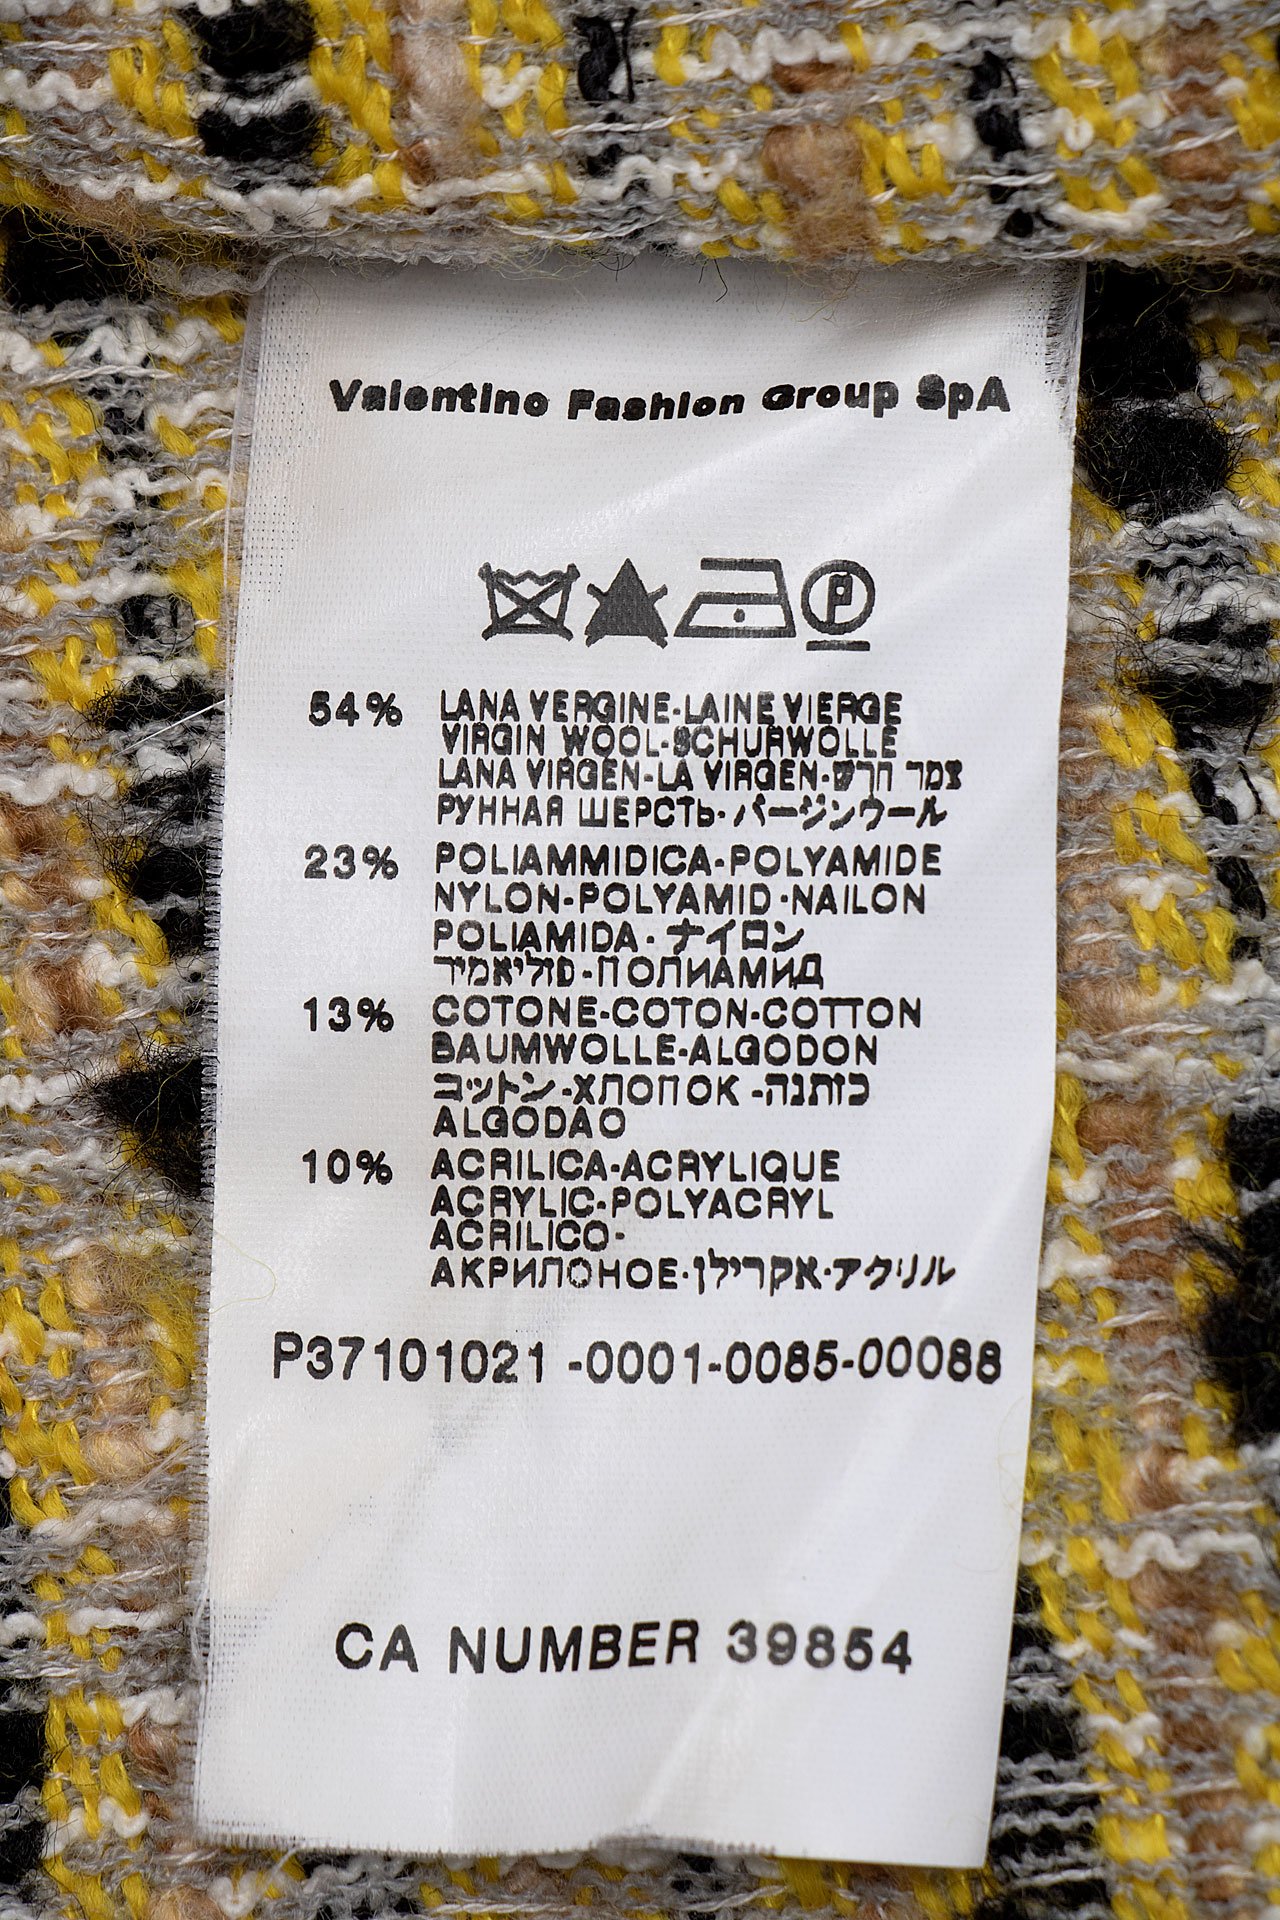 Valentino Fashion Group SpA
P
54% LANA VERGINE-LAINE VIERGE
VIRGIN WOOL-SCHURWOLLE
LANA VIRGEN-LA VIRGEN-צמר חרש
РУННАЯ ШЕРСТЬ-バージンウール
23% POLIAMMIDICA-POLYAMIDE
NYLON-POLYAMID-NAILON
POLIAMIDA-ナイロン
פוליאמיד-ПОЛИАМИД
13% COTONE-COTON-COTTON
BAUMWOLLE-ALGODON
コットン-ХЛОПОК-כותנה
ALGODAO
10% ACRILICA-ACRYLIQUE
ACRYLIC-POLYACRYL
ACRILICO-
АКРИЛОНОЕ-אקרילן-アクリル
P37101021 -0001-0085-00088
CA NUMBER 39854